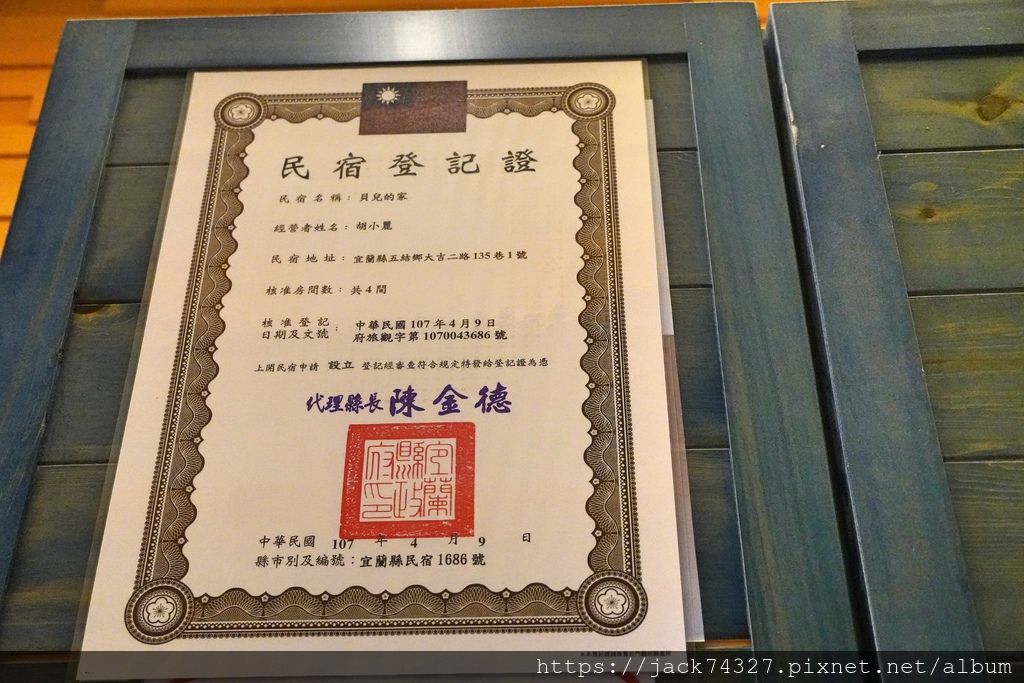 民宿登記證
民宿名稱：貝兒的家
經營者姓名：胡小麗
民宿地址：宜蘭縣五結鄉大吉二路135巷1號
核准房間數：共4間
核准登記
日期及文號：
中華民國107年4月9日
府旅觀字第1070043686號
上開民宿申請 設立 登記經審查符合規定特發給登記證為憑
代理縣長 陳金德
宜蘭縣政府印
中華民國 107 年 4 月 9 日
縣市別及編號：宜蘭縣民宿1686號
https://jack74327.pixnet.net/album